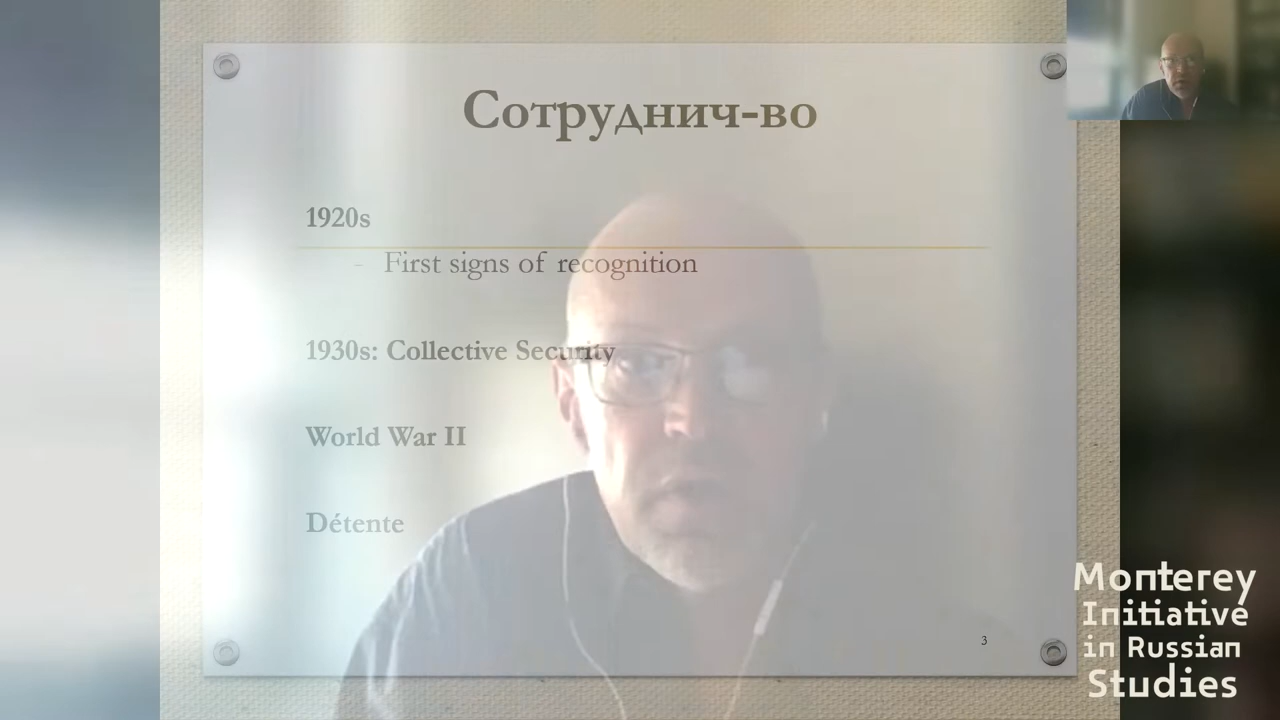 Сотруднич-во
1920s
- First signs of recognition
1930s: Collective Security
World War II
Détente
3
Monterey
Initiative
in Russian
Studies